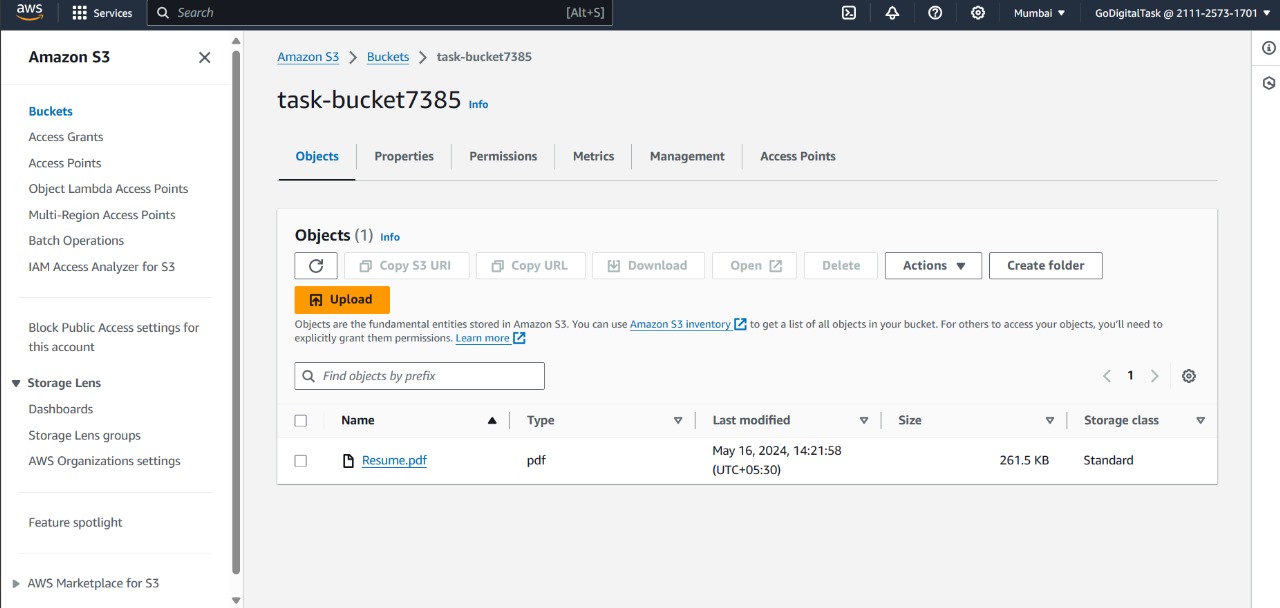 aws
Services
Search
[Alt+S]
Mumbai
GoDigitalTask @ 2111-2573-1701
Amazon S3
Buckets
Access Grants
Access Points
Object Lambda Access Points
Multi-Region Access Points
Batch Operations
IAM Access Analyzer for S3
Block Public Access settings for
this account
Storage Lens
Dashboards
Storage Lens groups
AWS Organizations settings
Feature spotlight
AWS Marketplace for S3
Amazon S3 > Buckets > task-bucket7385
task-bucket7385 Info
Objects
Properties
Permissions
Metrics
Management
Access Points
Objects (1) Info
Copy S3 URI
Copy URL
Download
Open
Delete
Actions
Create folder
Upload
Objects are the fundamental entities stored in Amazon S3. You can use Amazon S3 inventory to get a list of all objects in your bucket. For others to access your objects, you'll need to
explicitly grant them permissions. Learn more
Find objects by prefix
1
Name
Type
Last modified
Size
Storage class
Resume.pdf
pdf
May 16, 2024, 14:21:58
(UTC+05:30)
261.5 KB
Standard